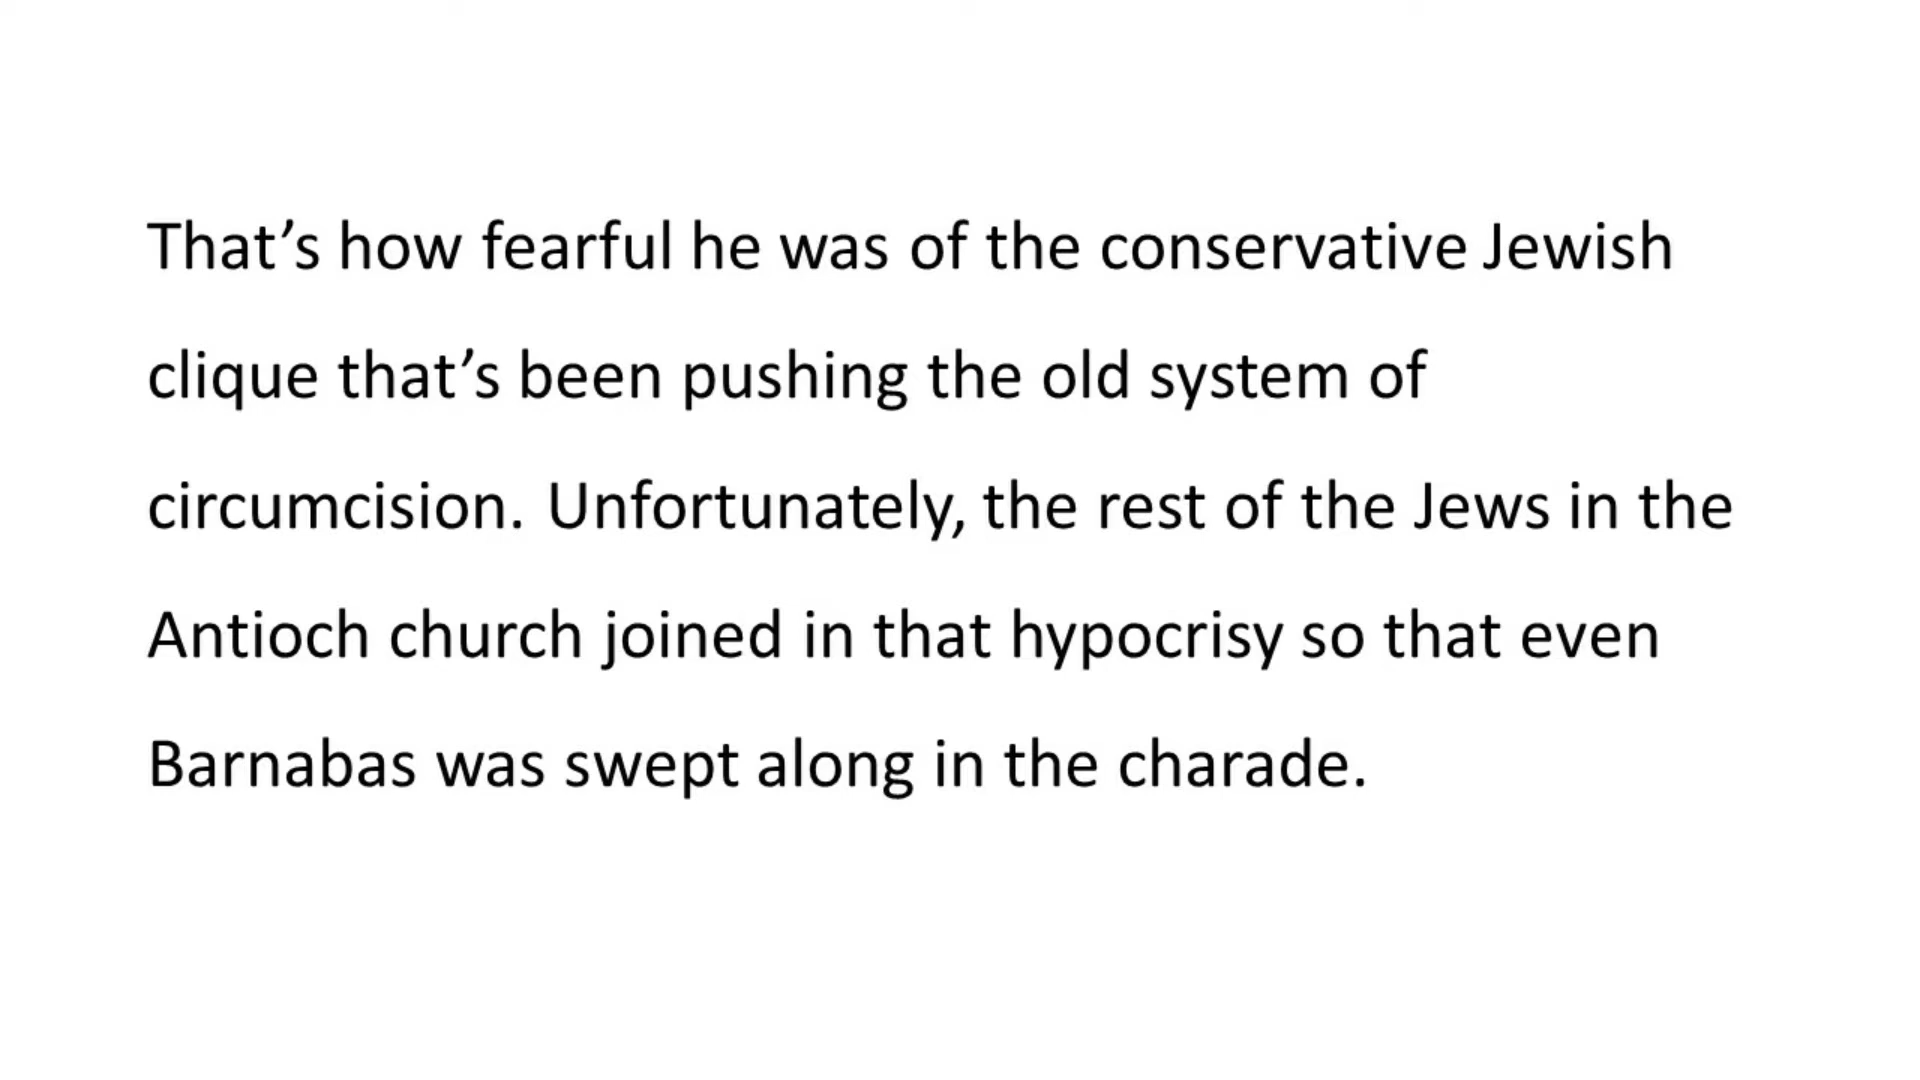 That’s how fearful he was of the conservative Jewish
clique that’s been pushing the old system of
circumcision. Unfortunately, the rest of the Jews in the
Antioch church joined in that hypocrisy so that even
Barnabas was swept along in the charade.